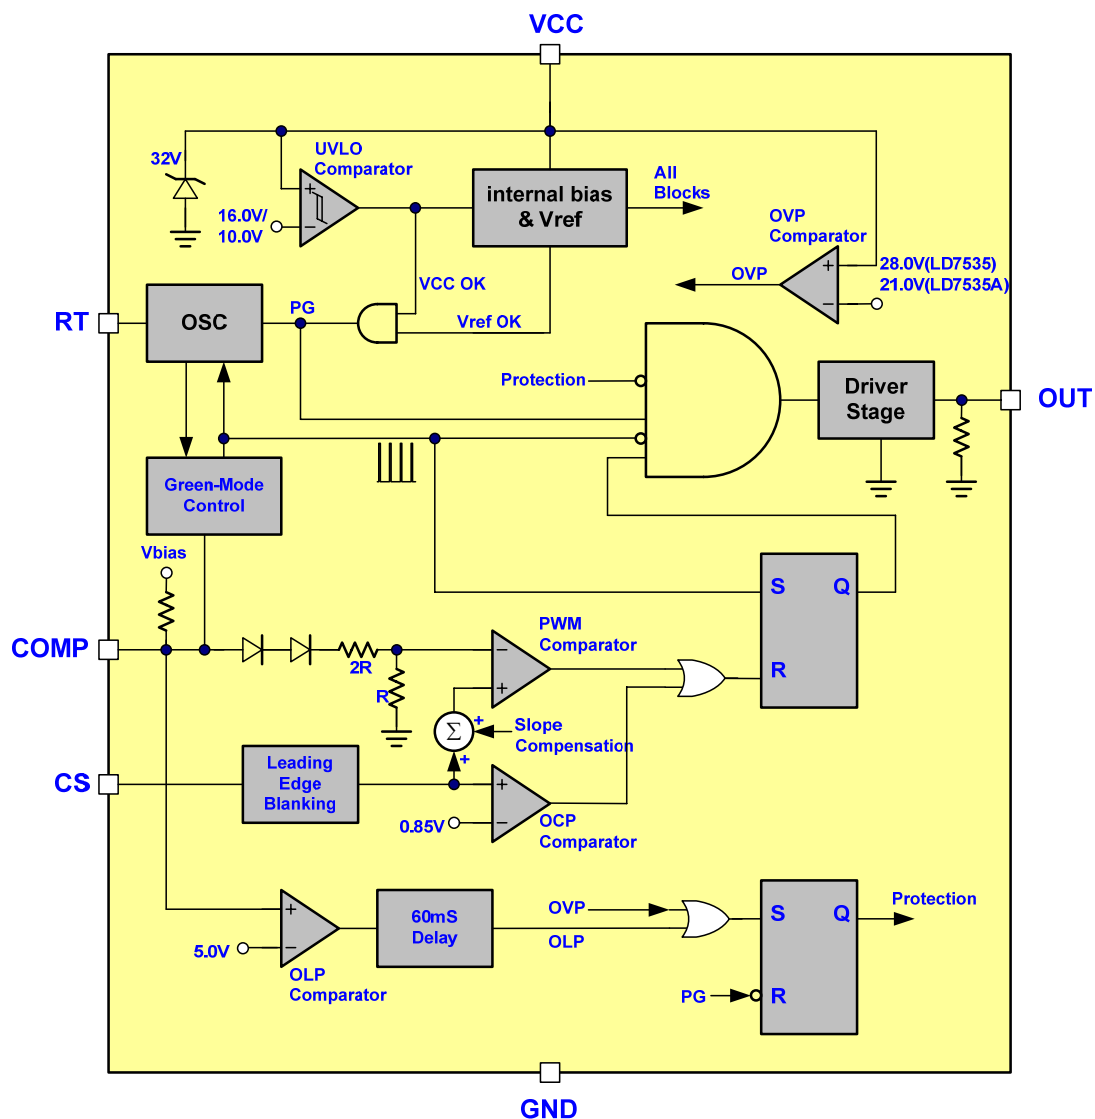 VCC
32V
UVLO
Comparator
+
−
16.0V/
10.0V
internal bias
& Vref
All
Blocks
OVP
Comparator
+
−
28.0V(LD7535)
21.0V(LD7535A)
OVP
VCC OK
RT
OSC
PG
Vref OK
Protection
Driver
Stage
OUT
Green-Mode
Control
Vbias
S
Q
R
COMP
2R
R
PWM
Comparator
−
+
Σ
+
+
Slope
Compensation
CS
Leading
Edge
Blanking
+
−
0.85V
OCP
Comparator
+
−
5.0V
OLP
Comparator
60mS
Delay
OVP
OLP
S
Q
R
Protection
PG
GND